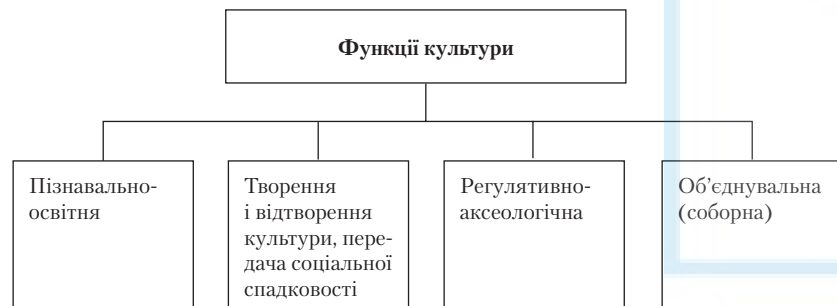 Функції культури
Пізнавально-
освітня
Творення
і відтворення
культури, пере-
дача соціальної
спадковості
Регулятивно-
аксеологічна
Об’єднувальна
(соборна)